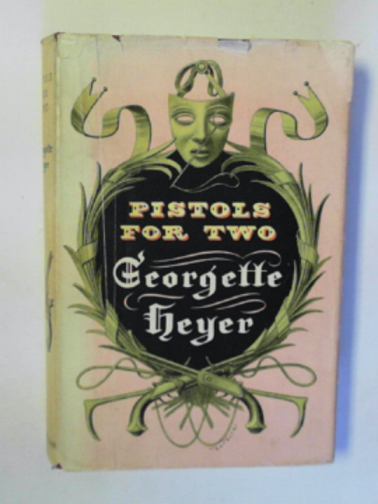 PISTOLS
FOR TWO
Georgette
Heyer